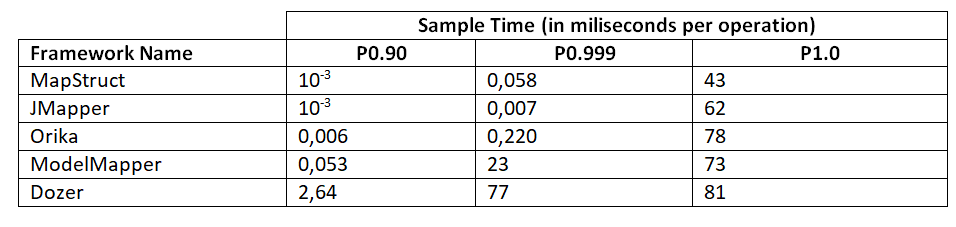 Sample Time (in miliseconds per operation)
Framework Name P0.90 P0.999 P1.0
MapStruct 10⁻³ 0,058 43
JMapper 10⁻³ 0,007 62
Orika 0,006 0,220 78
ModelMapper 0,053 23 73
Dozer 2,64 77 81